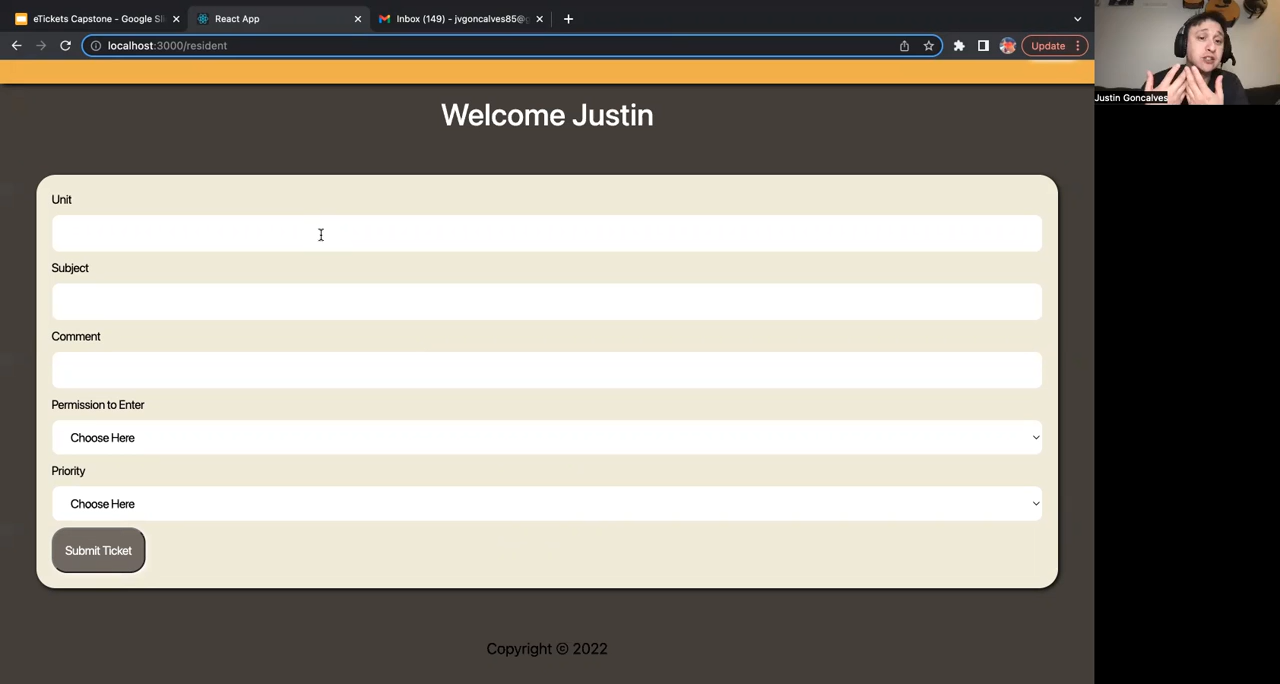 eTickets Capstone - Google Sli
React App
Inbox (149) - jvgoncalves85@
localhost:3000/resident
Update
Justin Goncalves
Welcome Justin
Unit
Subject
Comment
Permission to Enter
Choose Here
Priority
Choose Here
Submit Ticket
Copyright © 2022